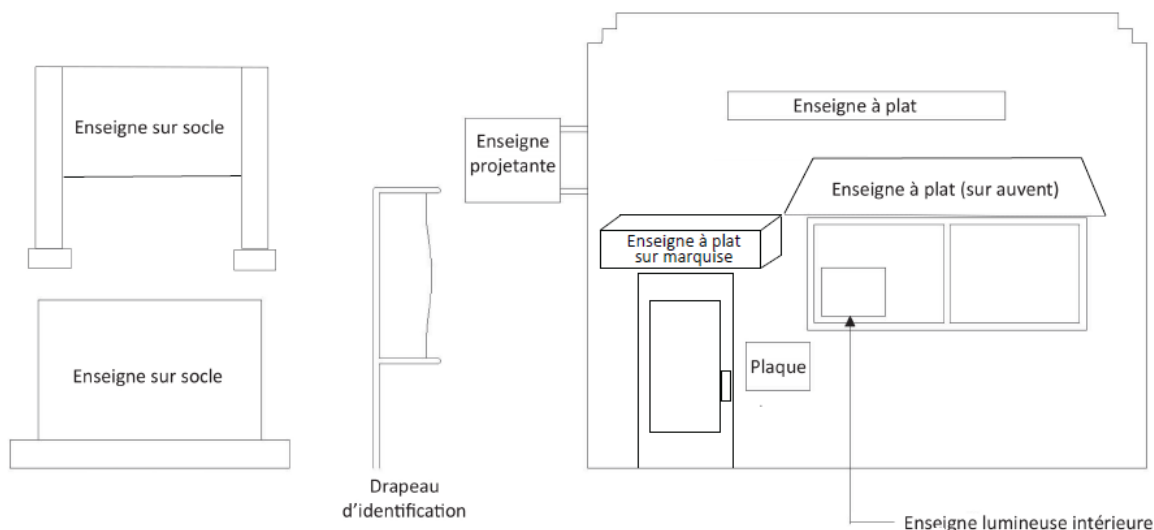 Enseigne sur socle
Enseigne sur socle
Drapeau
d'identification
Enseigne
projetante
Enseigne à plat
Enseigne à plat (sur auvent)
Enseigne à plat
sur marquise
Plaque
Enseigne lumineuse intérieure